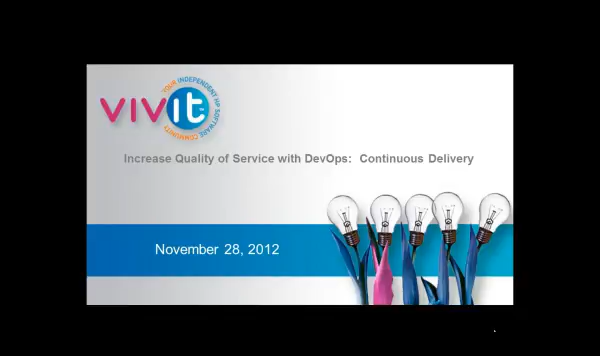 vivit
YOUR INDEPENDENT HP SOFTWARE COMMUNITY
Increase Quality of Service with DevOps: Continuous Delivery
November 28, 2012